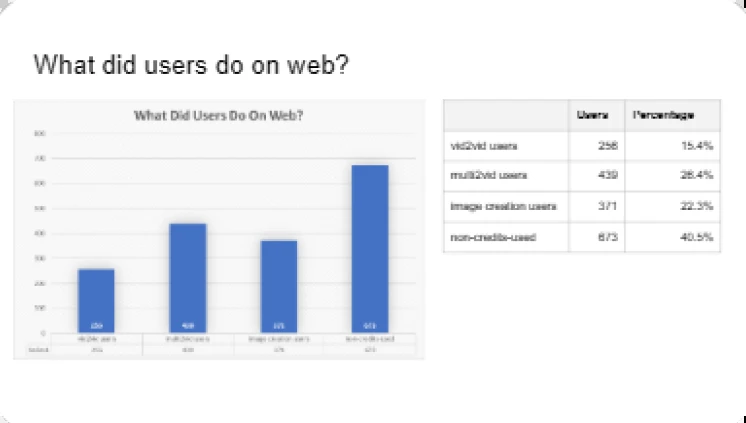 What did users do on web?
What Did Users Do On Web?
800
700
600
500
400
300
200
100
0
256 439 371 673
vid2vid users multi2vid users image creation users non-credits-used
256 439 371 673
Users Percentage
vid2vid users 256 15.4%
multi2vid users 439 26.4%
image creation users 371 22.3%
non-credits-used 673 40.5%